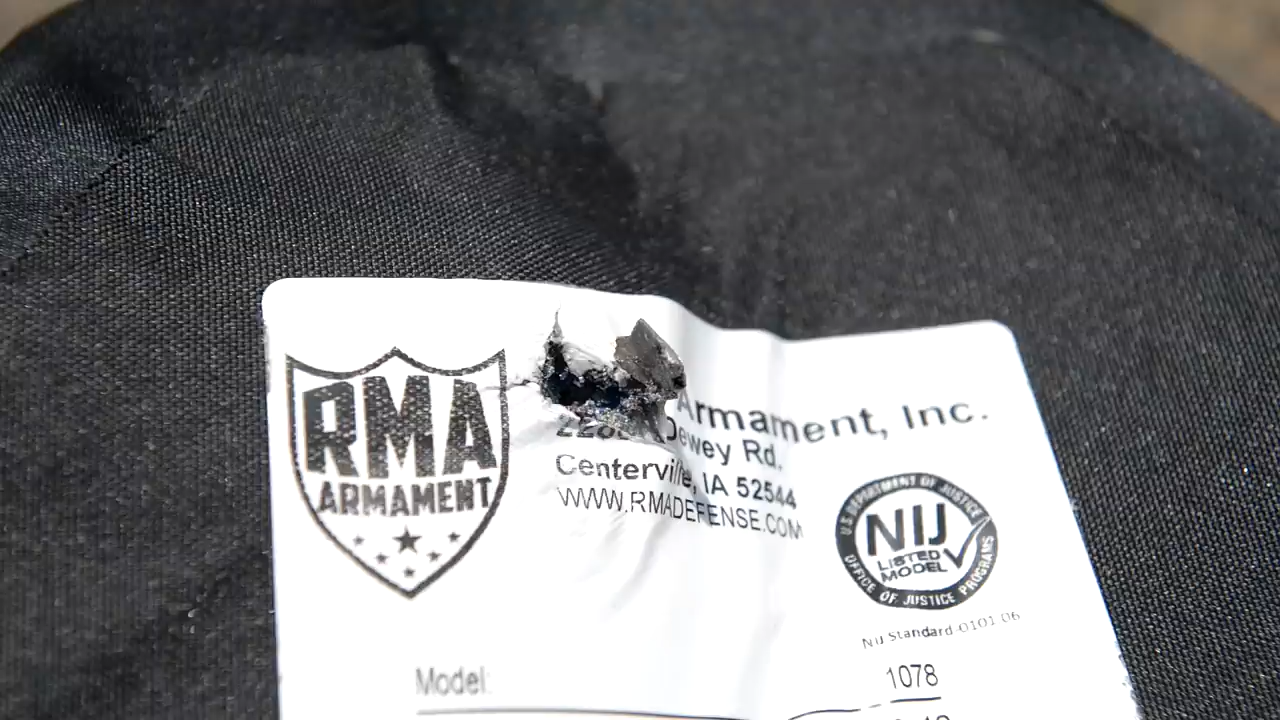 RMA
ARMAMENT
Armament, Inc.
Dewey Rd.
Centerville, IA 52544
WWW.RMADEFENSE.COM
U.S. DEPARTMENT OF JUSTICE
NIJ
LISTED
MODEL
OFFICE OF JUSTICE PROGRAMS
NIJ Standard-0101.06
Model: 1078